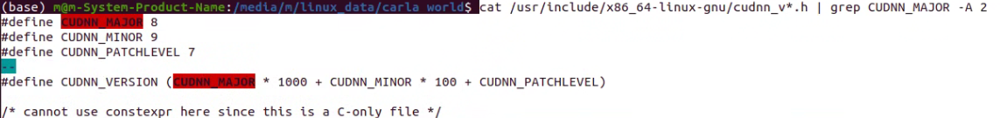 (base) m@m-System-Product-Name:/media/m/linux_data/carla world$ cat /usr/include/x86_64-linux-gnu/cudnn_v*.h | grep CUDNN_MAJOR -A 2
#define CUDNN_MAJOR 8
#define CUDNN_MINOR 9
#define CUDNN_PATCHLEVEL 7
--
#define CUDNN_VERSION (CUDNN_MAJOR * 1000 + CUDNN_MINOR * 100 + CUDNN_PATCHLEVEL)
/* cannot use constexpr here since this is a C-only file */